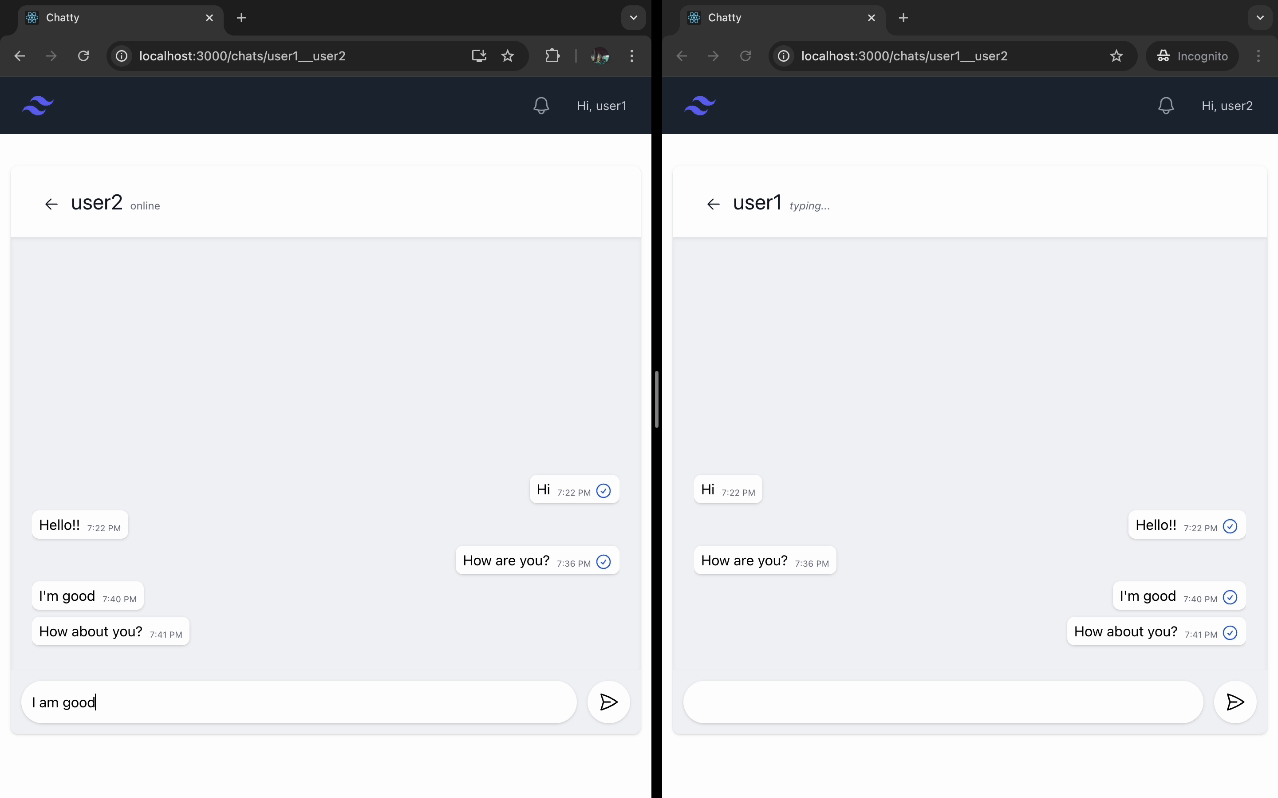 Chatty
localhost:3000/chats/user1__user2
Hi, user1
user2 online
Hi 7:22 PM
Hello!! 7:22 PM
How are you? 7:36 PM
I'm good 7:40 PM
How about you? 7:41 PM
I am good
Chatty
localhost:3000/chats/user1__user2
Incognito
Hi, user2
user1 typing...
Hi 7:22 PM
Hello!! 7:22 PM
How are you? 7:36 PM
I'm good 7:40 PM
How about you? 7:41 PM